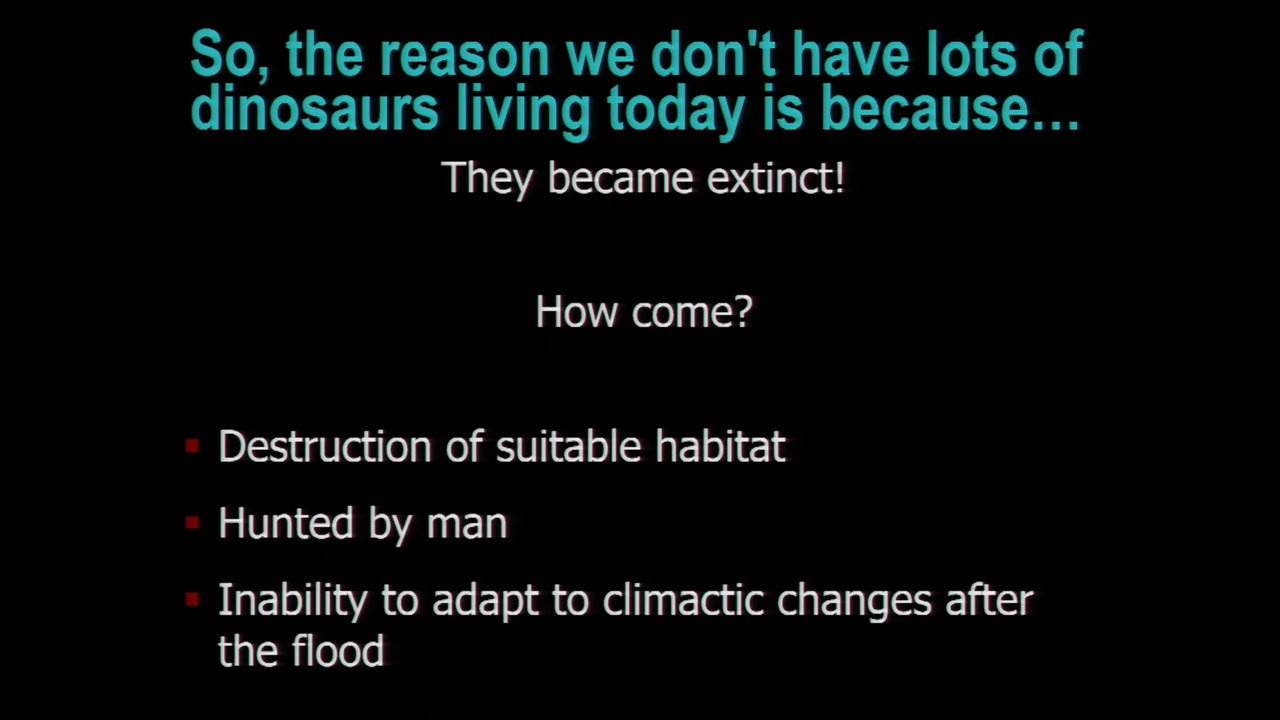 So, the reason we don't have lots of
dinosaurs living today is because…
They became extinct!
How come?
▪ Destruction of suitable habitat
▪ Hunted by man
▪ Inability to adapt to climactic changes after
the flood